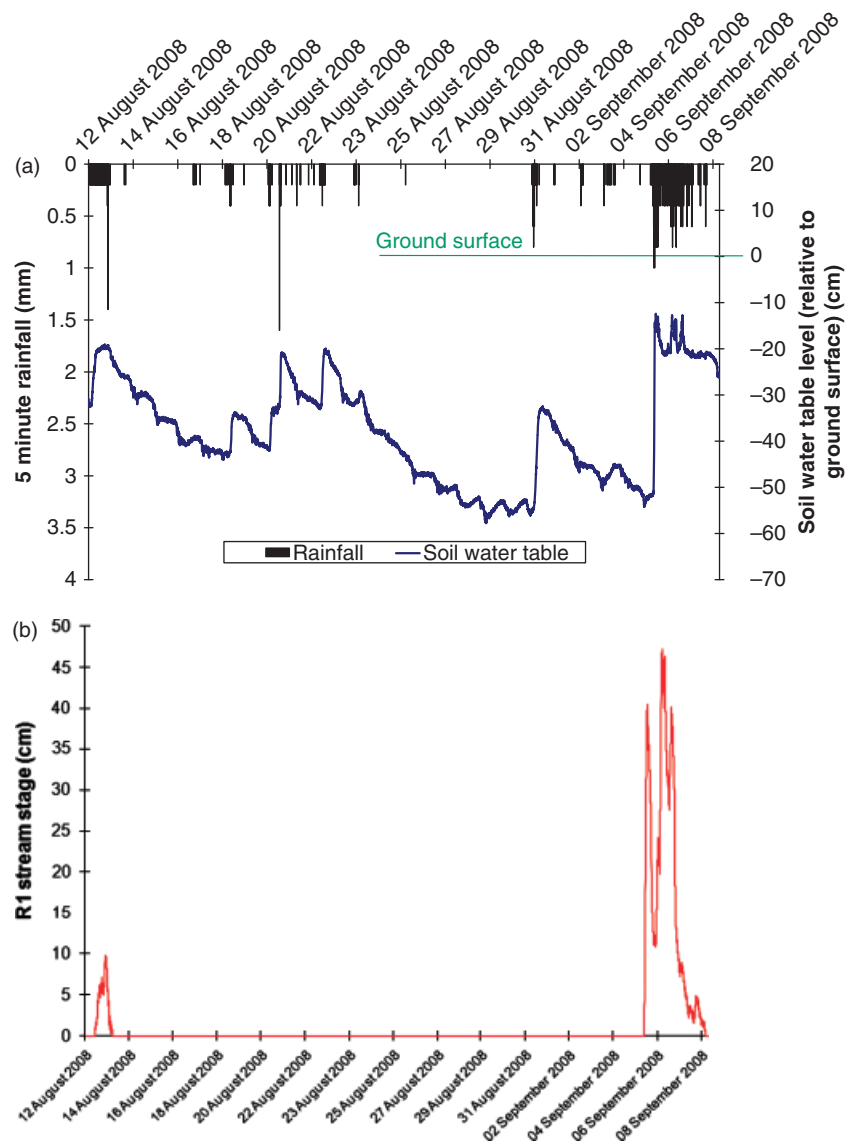 12 August 2008
14 August 2008
16 August 2008
18 August 2008
20 August 2008
22 August 2008
23 August 2008
25 August 2008
27 August 2008
29 August 2008
31 August 2008
02 September 2008
04 September 2008
06 September 2008
08 September 2008
(a)
0
0.5
1
1.5
2
2.5
3
3.5
4
5 minute rainfall (mm)
20
10
0
−10
−20
−30
−40
−50
−60
−70
Soil water table level (relative to
ground surface) (cm)
Ground surface
Rainfall
Soil water table
(b)
50
45
40
35
30
25
20
15
10
5
0
R1 stream stage (cm)
12 August 2008
14 August 2008
16 August 2008
18 August 2008
20 August 2008
22 August 2008
23 August 2008
25 August 2008
27 August 2008
29 August 2008
31 August 2008
02 September 2008
04 September 2008
06 September 2008
08 September 2008